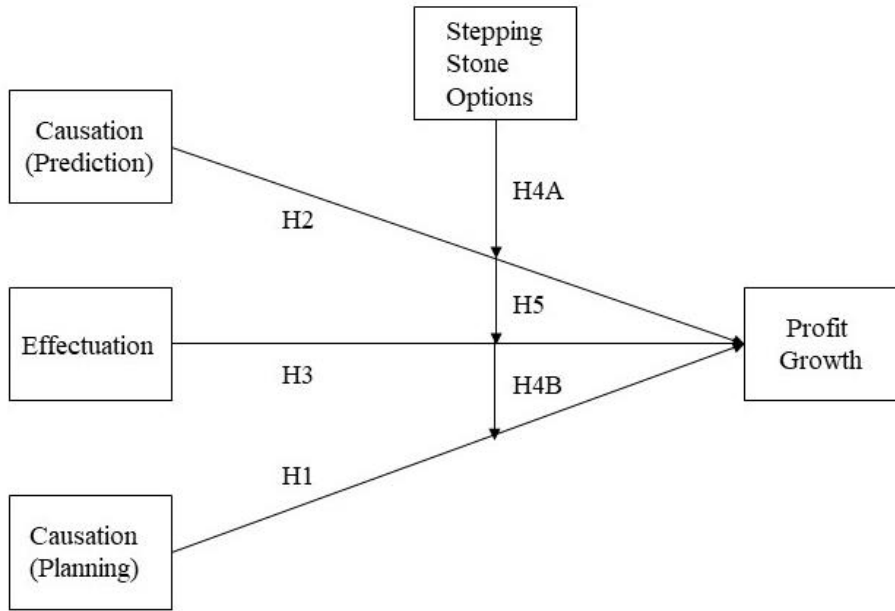 Stepping
Stone
Options
Causation
(Prediction)
H4A
H2
H5
Effectuation
Profit
Growth
H3
H4B
H1
Causation
(Planning)